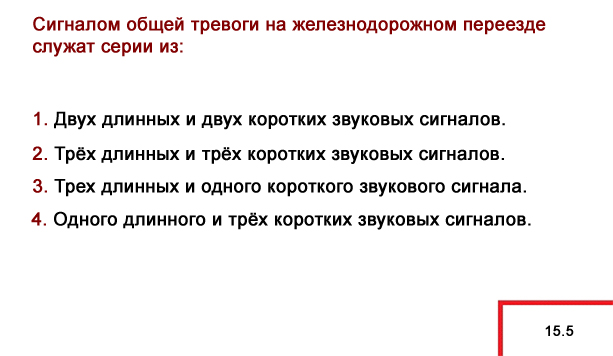 Сигналом общей тревоги на железнодорожном переезде
служат серии из:
1. Двух длинных и двух коротких звуковых сигналов.
2. Трёх длинных и трёх коротких звуковых сигналов.
3. Трех длинных и одного короткого звукового сигнала.
4. Одного длинного и трёх коротких звуковых сигналов.
15.5